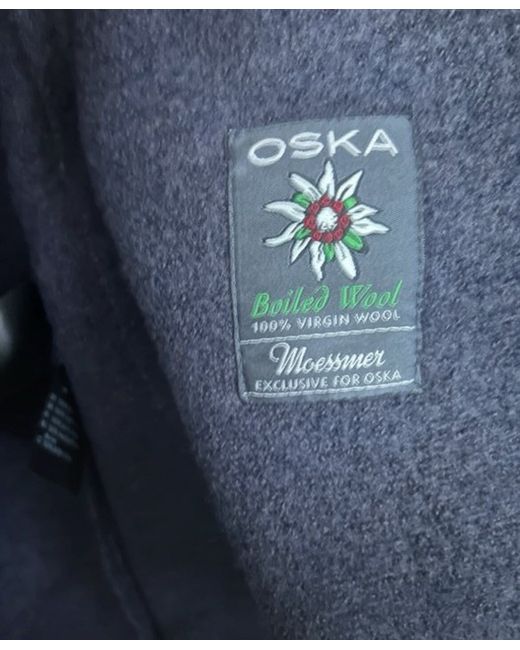 OSKA
Boiled Wool
100% VIRGIN WOOL
Moessmer
EXCLUSIVE FOR OSKA